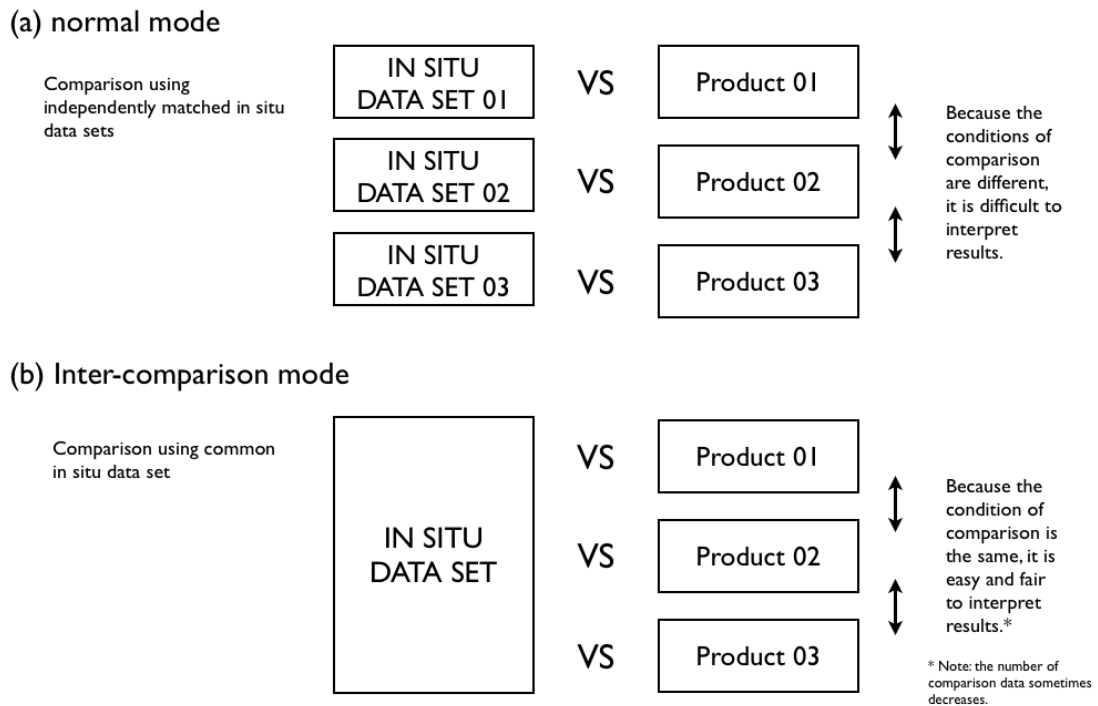 (a) normal mode
Comparison using
independently matched in situ
data sets
IN SITU
DATA SET 01
VS
Product 01
IN SITU
DATA SET 02
VS
Product 02
IN SITU
DATA SET 03
VS
Product 03
Because the
conditions of
comparison
are different,
it is difficult to
interpret
results.
(b) Inter-comparison mode
Comparison using common
in situ data set
IN SITU
DATA SET
VS
Product 01
VS
Product 02
VS
Product 03
Because the
condition of
comparison is
the same, it is
easy and fair
to interpret
results.*
* Note: the number of
comparison data sometimes
decreases.